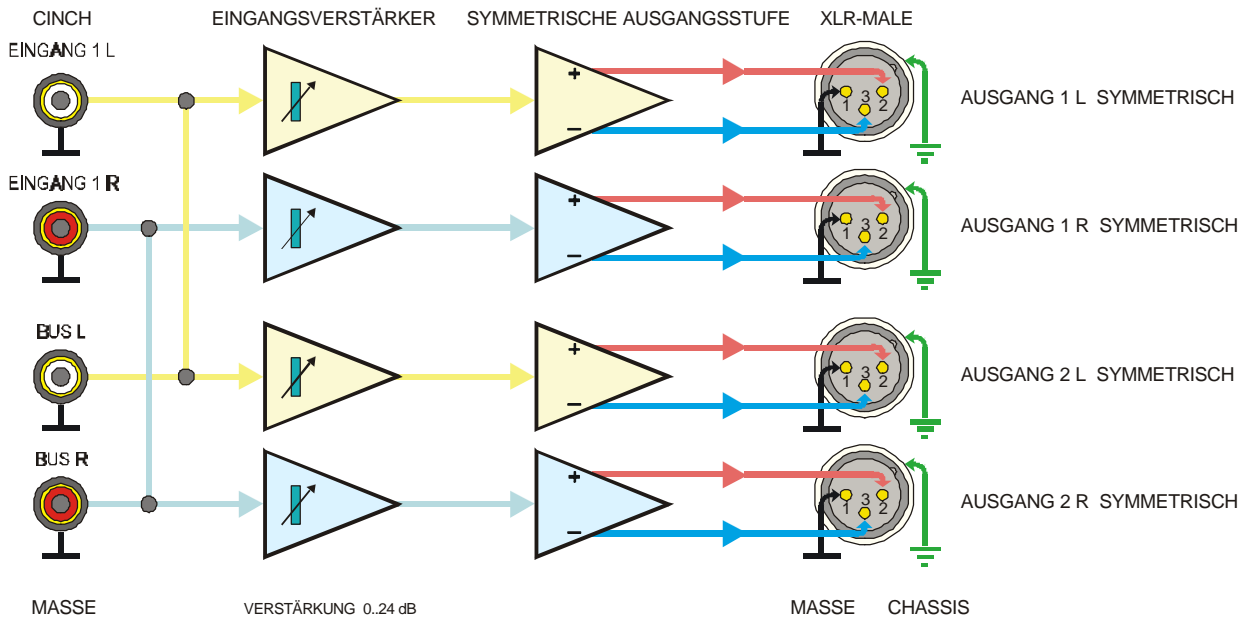 CINCH EINGANGSVERSTÄRKER SYMMETRISCHE AUSGANGSSTUFE XLR-MALE
EINGANG 1 L
+
−
1 3 2
AUSGANG 1 L SYMMETRISCH
EINGANG 1 R
+
−
1 3 2
AUSGANG 1 R SYMMETRISCH
BUS L
+
−
1 3 2
AUSGANG 2 L SYMMETRISCH
BUS R
+
−
1 3 2
AUSGANG 2 R SYMMETRISCH
MASSE VERSTÄRKUNG 0..24 dB MASSE CHASSIS